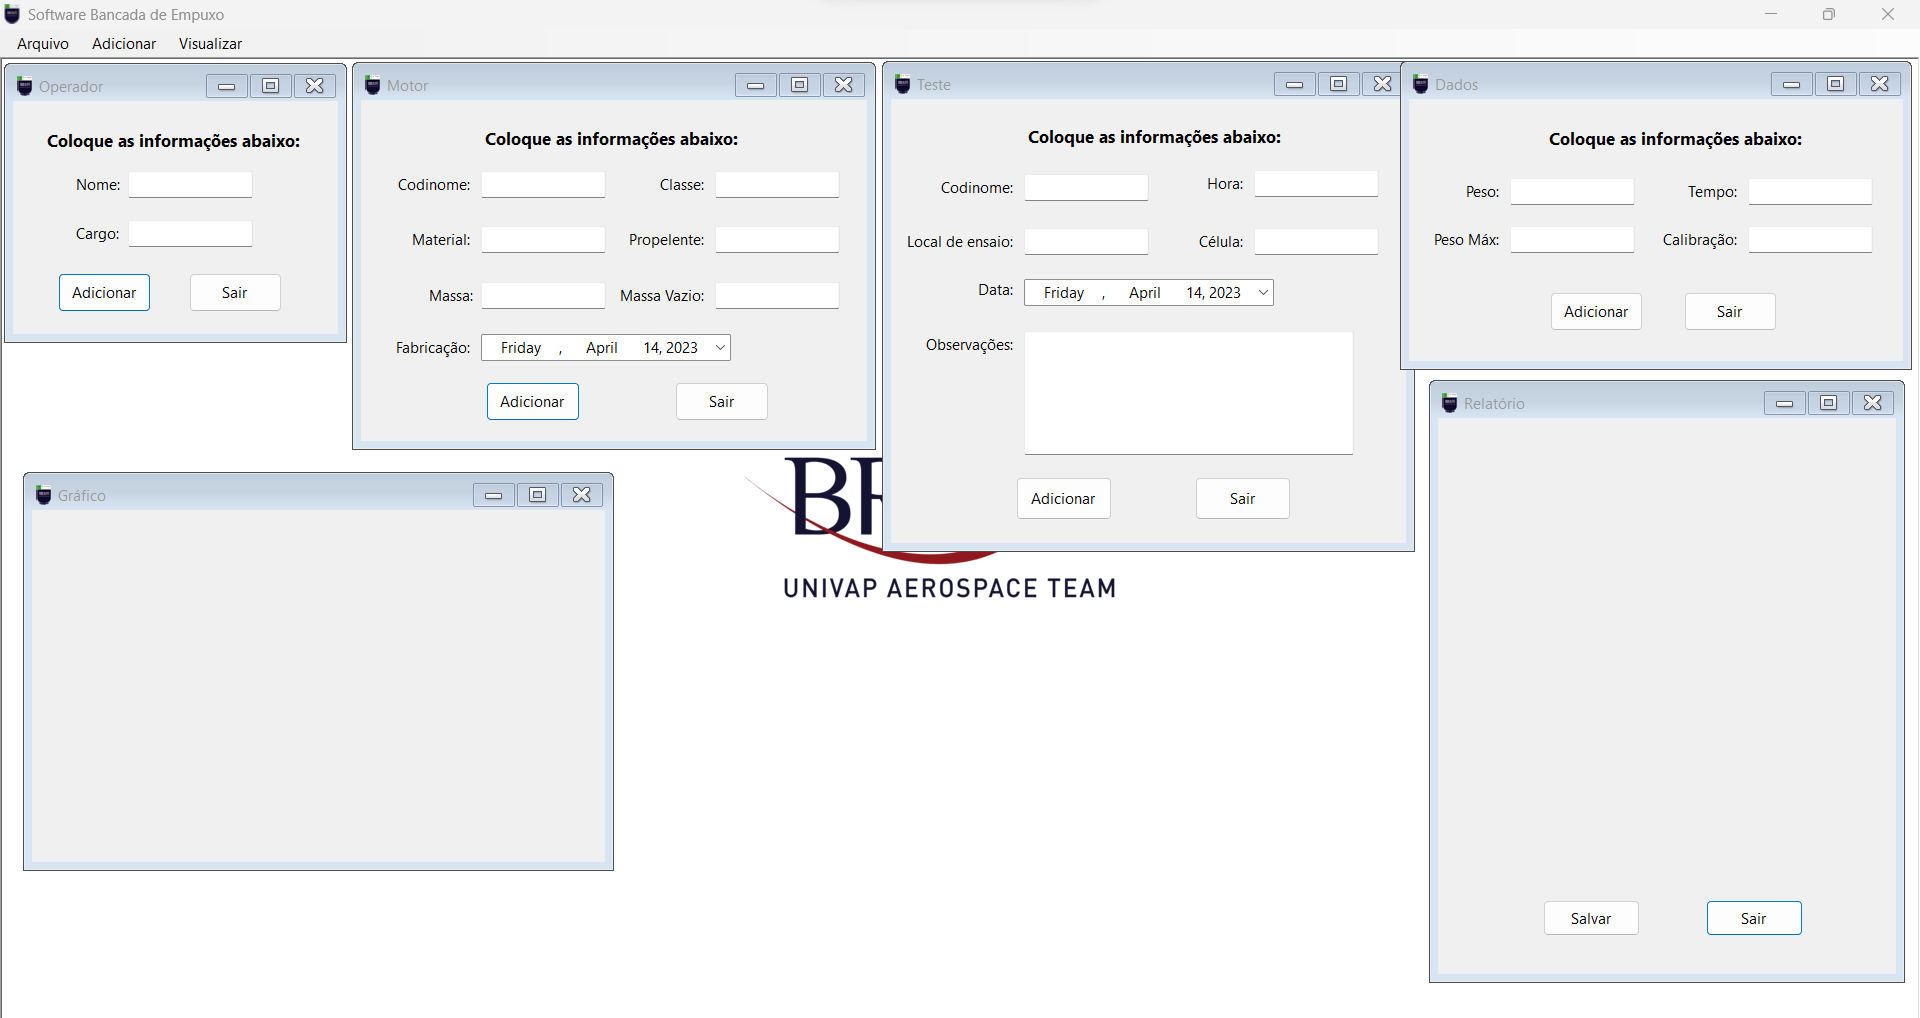 Software Bancada de Empuxo
Arquivo Adicionar Visualizar
Operador
Coloque as informações abaixo:
Nome:
Cargo:
Adicionar Sair
Motor
Coloque as informações abaixo:
Codinome: Classe:
Material: Propelente:
Massa: Massa Vazio:
Fabricação: Friday , April 14, 2023
Adicionar Sair
Teste
Coloque as informações abaixo:
Codinome: Hora:
Local de ensaio: Célula:
Data: Friday , April 14, 2023
Observações:
Adicionar Sair
Dados
Coloque as informações abaixo:
Peso: Tempo:
Peso Máx: Calibração:
Adicionar Sair
Gráfico
UNIVAP AEROSPACE TEAM
Relatório
Salvar Sair